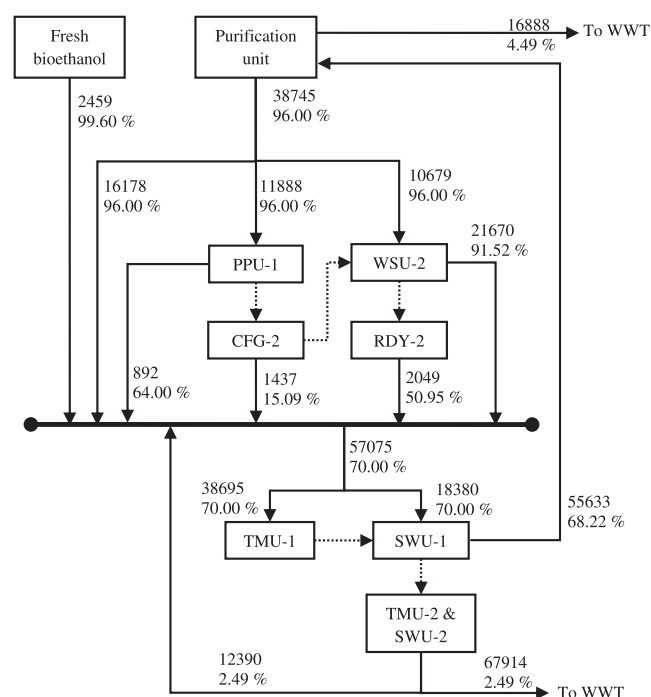 Fresh
bioethanol
Purification
unit
16888
4.49 %
To WWT
2459
99.60 %
38745
96.00 %
16178
96.00 %
11888
96.00 %
10679
96.00 %
21670
91.52 %
PPU-1
WSU-2
CFG-2
RDY-2
892
64.00 %
1437
15.09 %
2049
50.95 %
57075
70.00 %
38695
70.00 %
18380
70.00 %
55633
68.22 %
TMU-1
SWU-1
TMU-2 &
SWU-2
12390
2.49 %
67914
2.49 %
To WWT